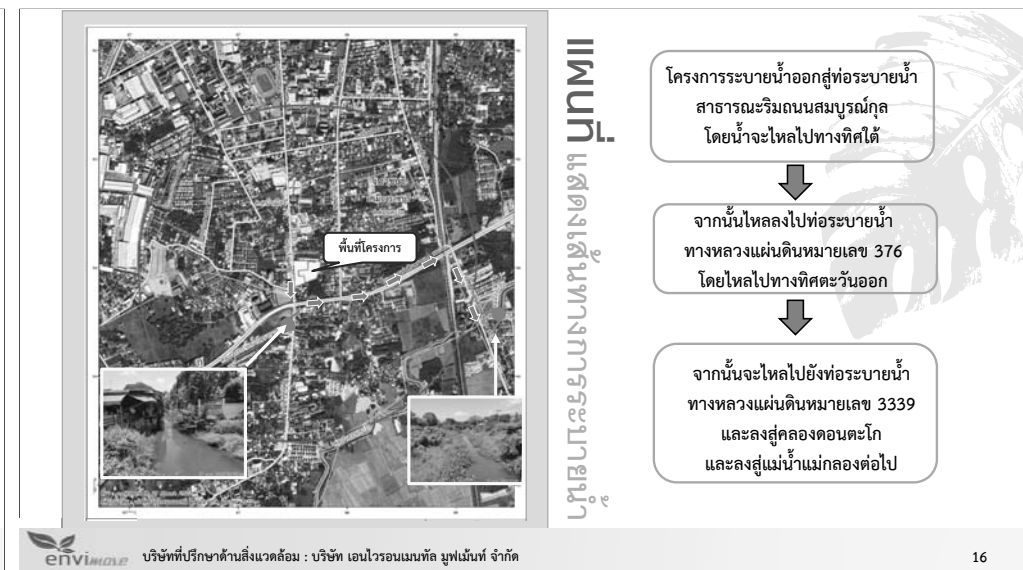 แผนที่ แสดงเส้นทางการระบายน้ำ
พื้นที่โครงการ
โครงการระบายน้ำออกสู่ท่อระบายน้ำ
สาธารณะริมถนนสมบูรณ์กุล
โดยน้ำจะไหลไปทางทิศใต้
จากนั้นไหลลงไปท่อระบายน้ำ
ทางหลวงแผ่นดินหมายเลข 376
โดยไหลไปทางทิศตะวันออก
จากนั้นจะไหลไปยังท่อระบายน้ำ
ทางหลวงแผ่นดินหมายเลข 3339
และลงสู่คลองดอนตะโก
และลงสู่แม่น้ำแม่กลองต่อไป
envimove
บริษัทที่ปรึกษาด้านสิ่งแวดล้อม : บริษัท เอนไวรอนเมนทัล มูฟเม้นท์ จำกัด
16